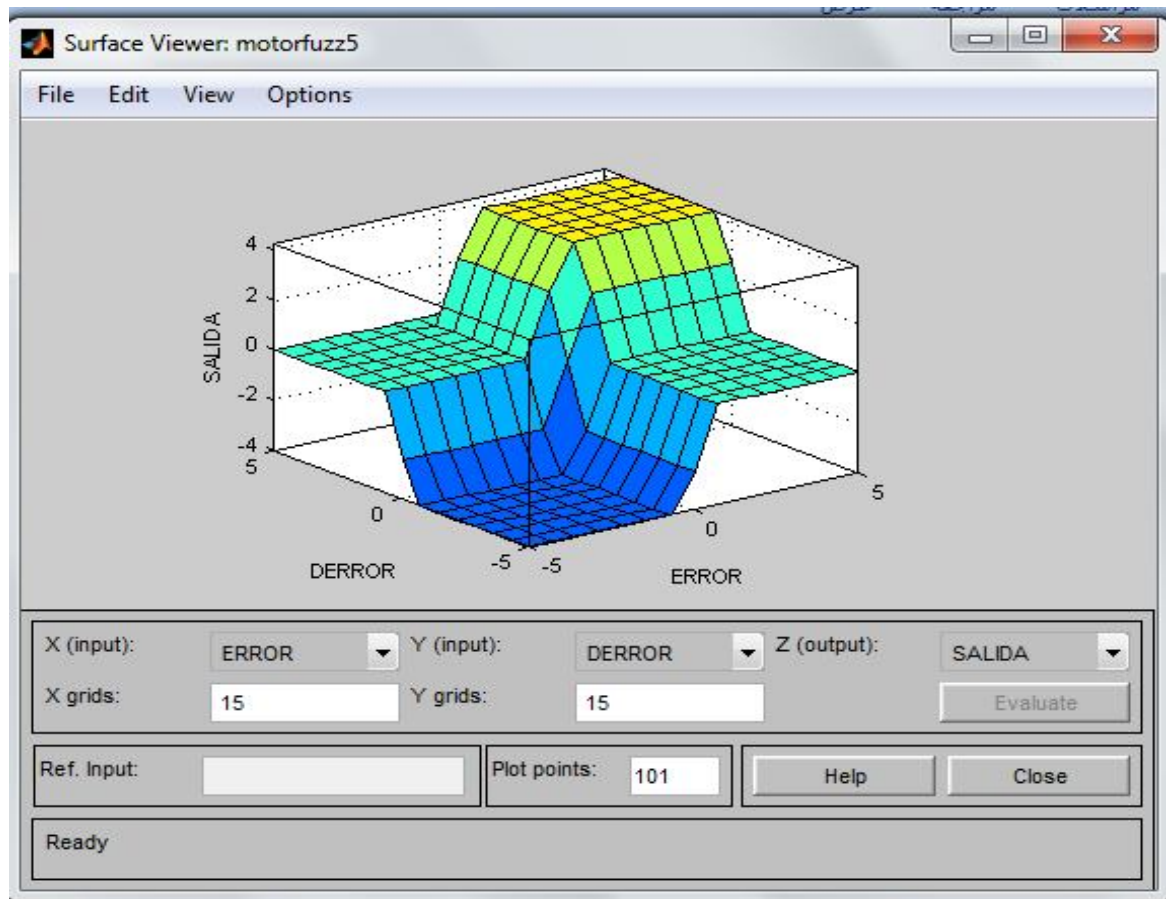 Surface Viewer: motorfuzz5
File Edit View Options
4
2
0
-2
-4
SALIDA
5
0
-5
DERROR
-5
0
5
ERROR
X (input): ERROR Y (input): DERROR Z (output): SALIDA
X grids: 15 Y grids: 15 Evaluate
Ref. Input: Plot points: 101 Help Close
Ready